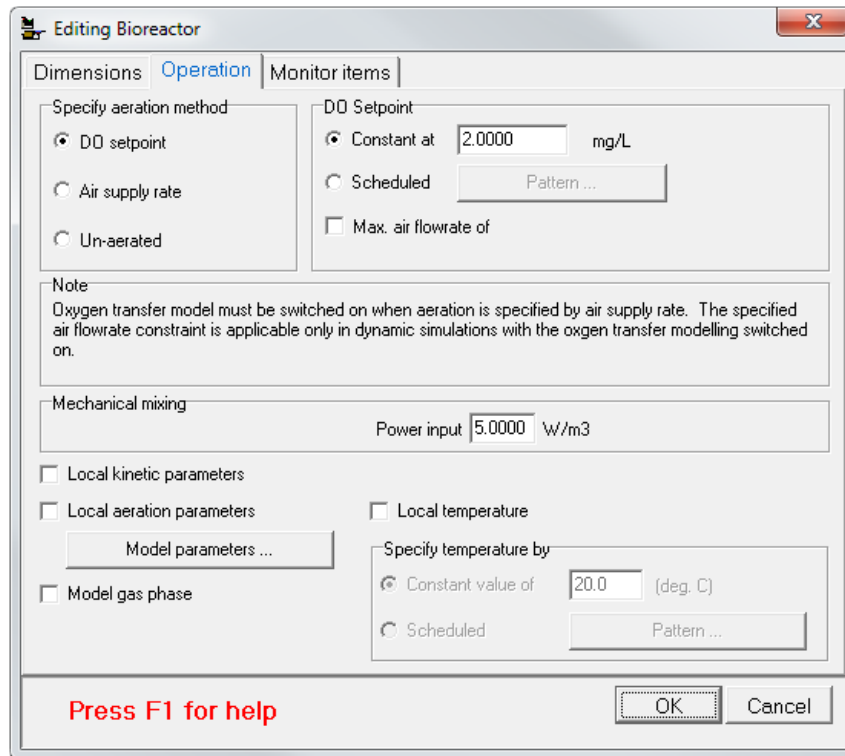 Editing Bioreactor
X
Dimensions Operation Monitor items
Specify aeration method
DO setpoint
Air supply rate
Un-aerated
DO Setpoint
Constant at 2.0000 mg/L
Scheduled Pattern ...
Max. air flowrate of
Note
Oxygen transfer model must be switched on when aeration is specified by air supply rate. The specified
air flowrate constraint is applicable only in dynamic simulations with the oxgen transfer modelling switched
on.
Mechanical mixing
Power input 5.0000 W/m3
Local kinetic parameters
Local aeration parameters
Model parameters ...
Model gas phase
Local temperature
Specify temperature by
Constant value of 20.0 (deg. C)
Scheduled Pattern ...
Press F1 for help
OK Cancel